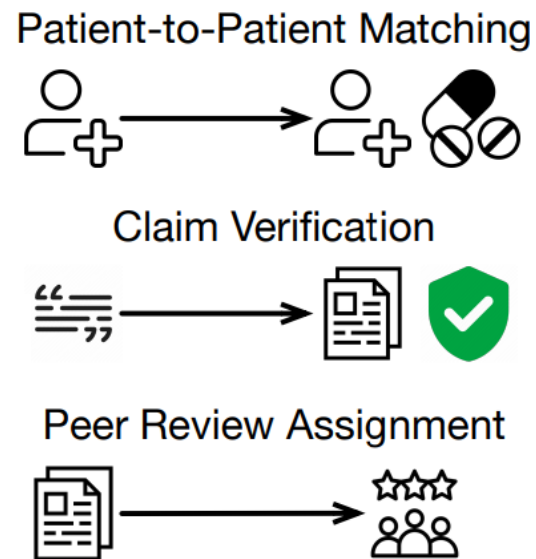 Patient-to-Patient Matching
Claim Verification
Peer Review Assignment